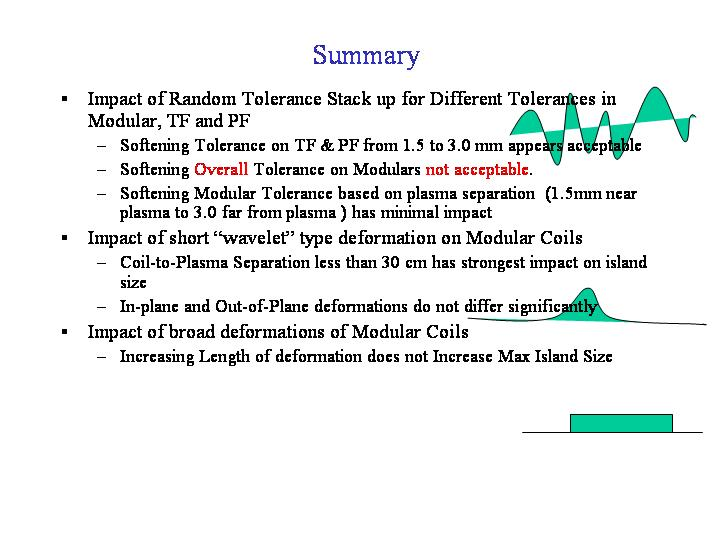 Summary
▪ Impact of Random Tolerance Stack up for Different Tolerances in
Modular, TF and PF
– Softening Tolerance on TF & PF from 1.5 to 3.0 mm appears acceptable
– Softening Overall Tolerance on Modulars not acceptable.
– Softening Modular Tolerance based on plasma separation (1.5mm near
plasma to 3.0 far from plasma ) has minimal impact
▪ Impact of short “wavelet” type deformation on Modular Coils
– Coil-to-Plasma Separation less than 30 cm has strongest impact on island
size
– In-plane and Out-of-Plane deformations do not differ significantly
▪ Impact of broad deformations of Modular Coils
– Increasing Length of deformation does not Increase Max Island Size